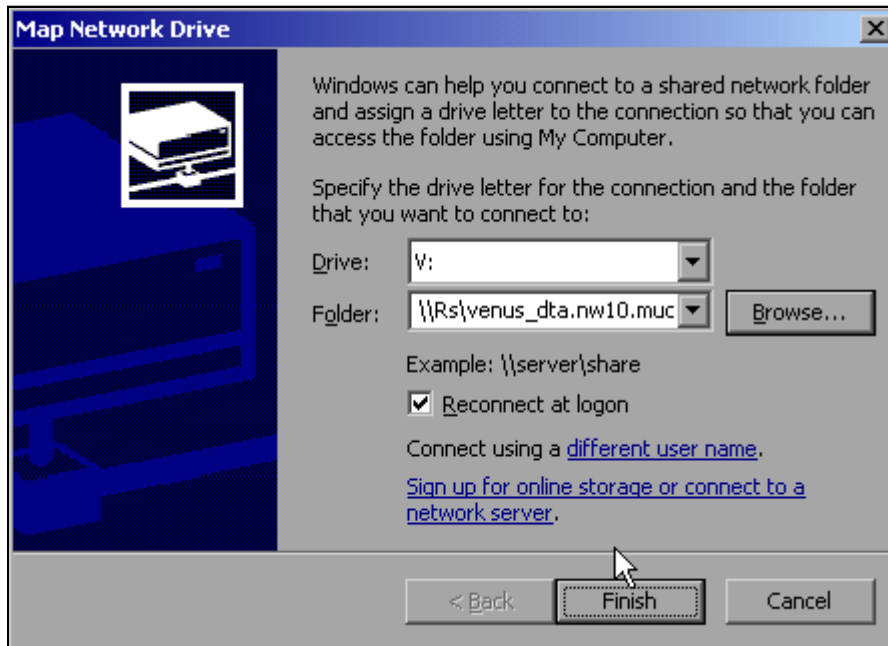 Map Network Drive
Windows can help you connect to a shared network folder
and assign a drive letter to the connection so that you can
access the folder using My Computer.
Specify the drive letter for the connection and the folder
that you want to connect to:
Drive: V:
Folder: \\Rs\venus_dta.nw10.muc Browse...
Example: \\server\share
Reconnect at logon
Connect using a different user name.
Sign up for online storage or connect to a
network server.
< Back Finish Cancel